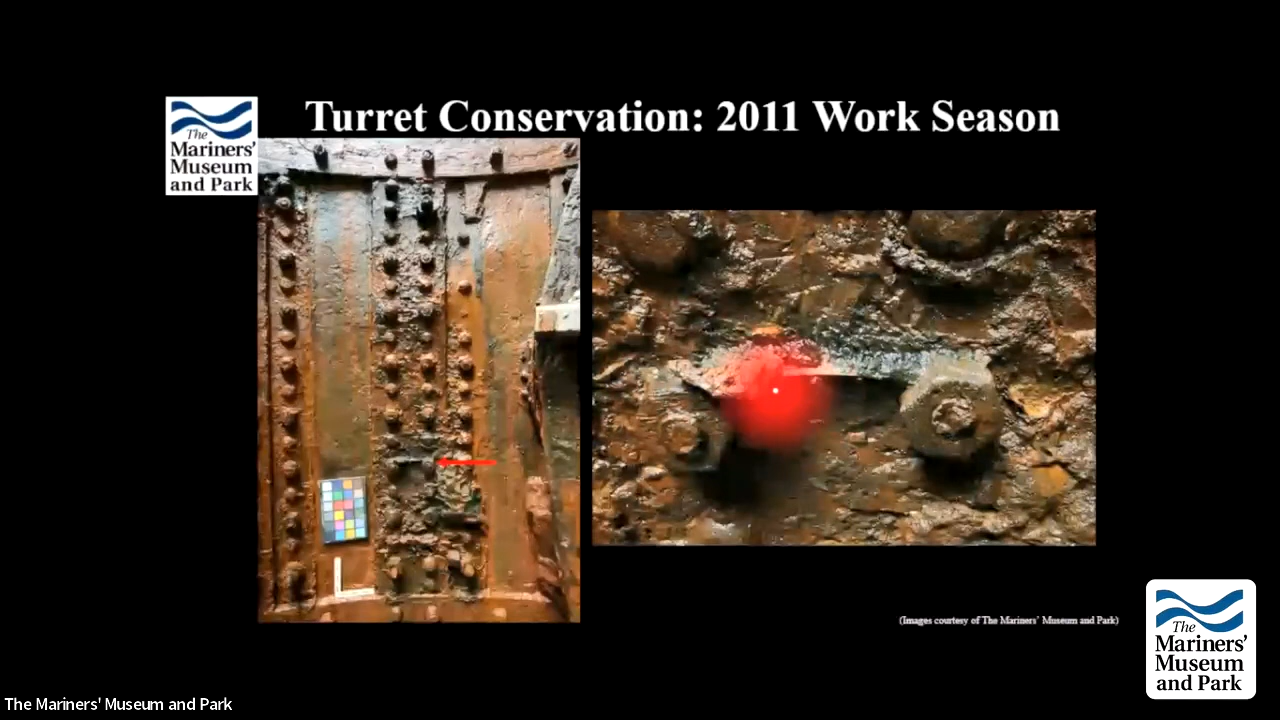 Turret Conservation: 2011 Work Season
The
Mariners'
Museum
and Park
(Images courtesy of The Mariners' Museum and Park)
The
Mariners'
Museum
and Park
The Mariners' Museum and Park